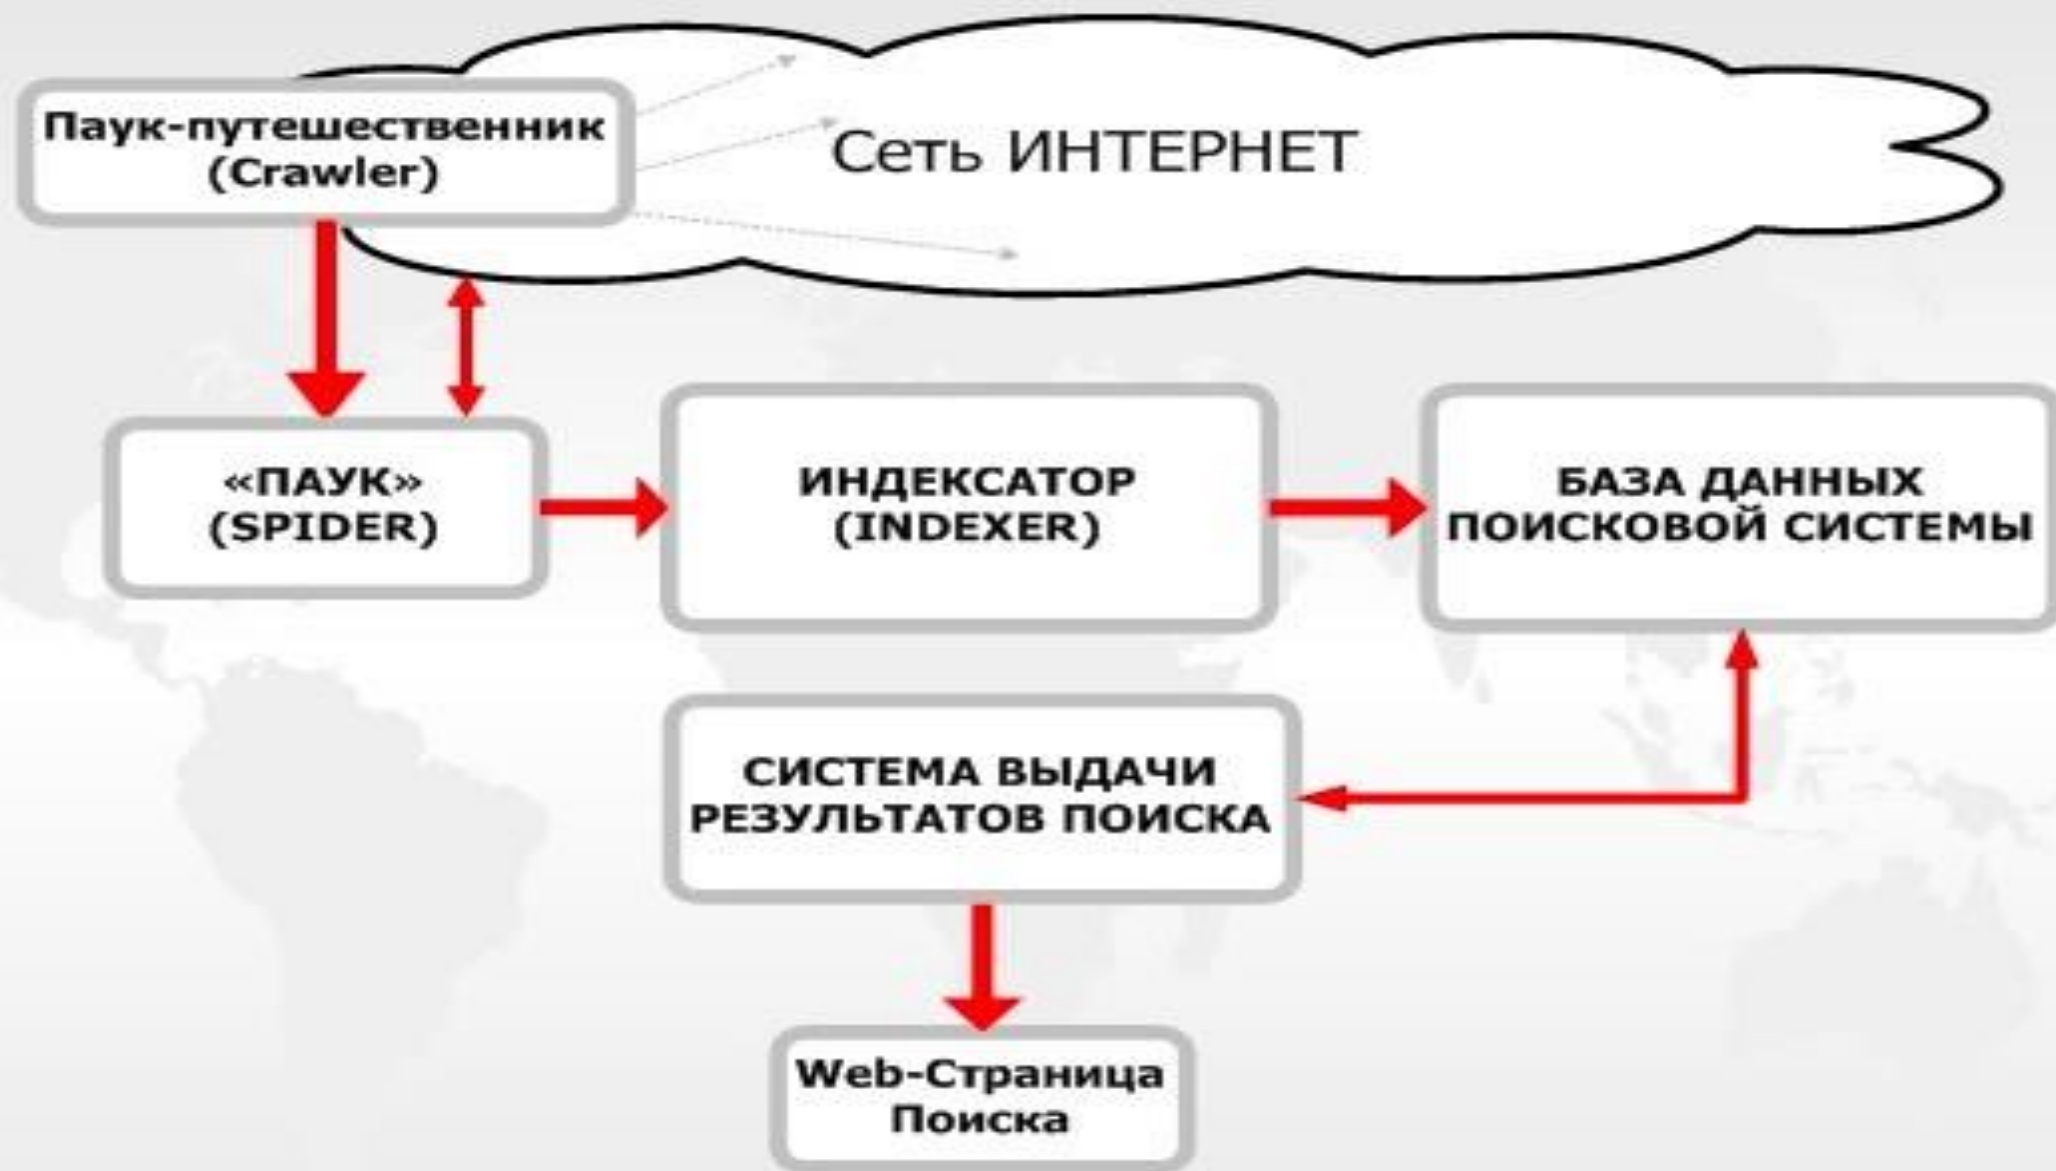 Паук-путешественник
(Crawler)
Сеть ИНТЕРНЕТ
«ПАУК»
(SPIDER)
ИНДЕКСАТОР
(INDEXER)
БАЗА ДАННЫХ
ПОИСКОВОЙ СИСТЕМЫ
СИСТЕМА ВЫДАЧИ
РЕЗУЛЬТАТОВ ПОИСКА
Web-Страница
Поиска